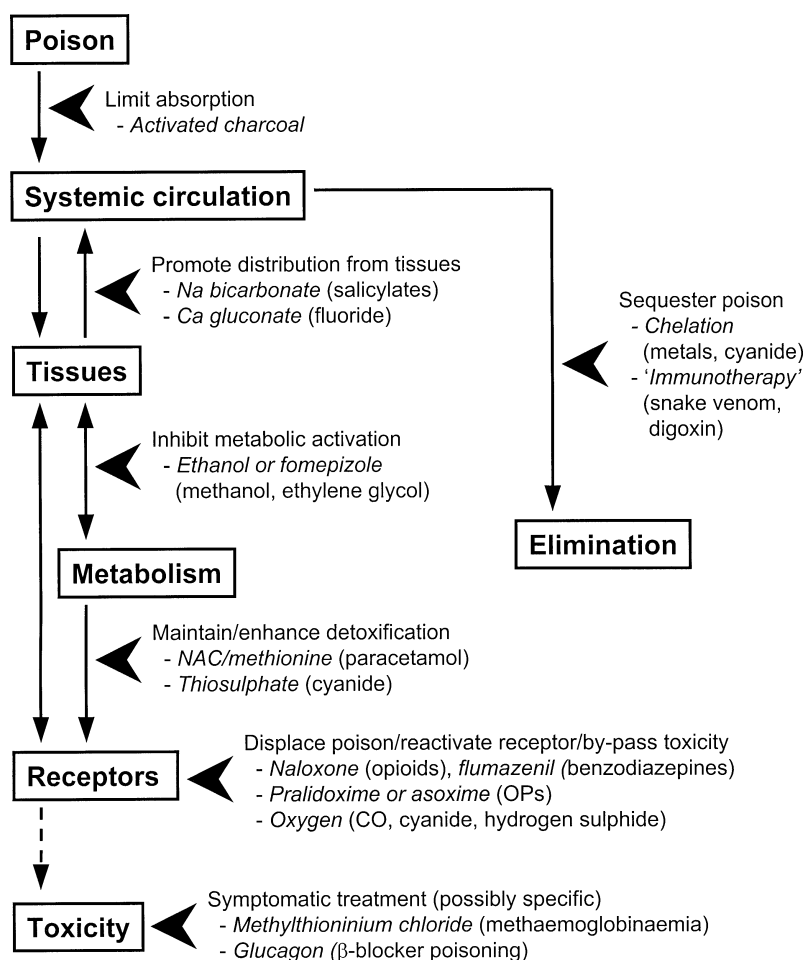 Poison
Limit absorption
- Activated charcoal
Systemic circulation
Promote distribution from tissues
- Na bicarbonate (salicylates)
- Ca gluconate (fluoride)
Sequester poison
- Chelation
(metals, cyanide)
- ‘Immunotherapy’
(snake venom,
digoxin)
Tissues
Inhibit metabolic activation
- Ethanol or fomepizole
(methanol, ethylene glycol)
Elimination
Metabolism
Maintain/enhance detoxification
- NAC/methionine (paracetamol)
- Thiosulphate (cyanide)
Receptors
Displace poison/reactivate receptor/by-pass toxicity
- Naloxone (opioids), flumazenil (benzodiazepines)
- Pralidoxime or asoxime (OPs)
- Oxygen (CO, cyanide, hydrogen sulphide)
Toxicity
Symptomatic treatment (possibly specific)
- Methylthioninium chloride (methaemoglobinaemia)
- Glucagon (β-blocker poisoning)